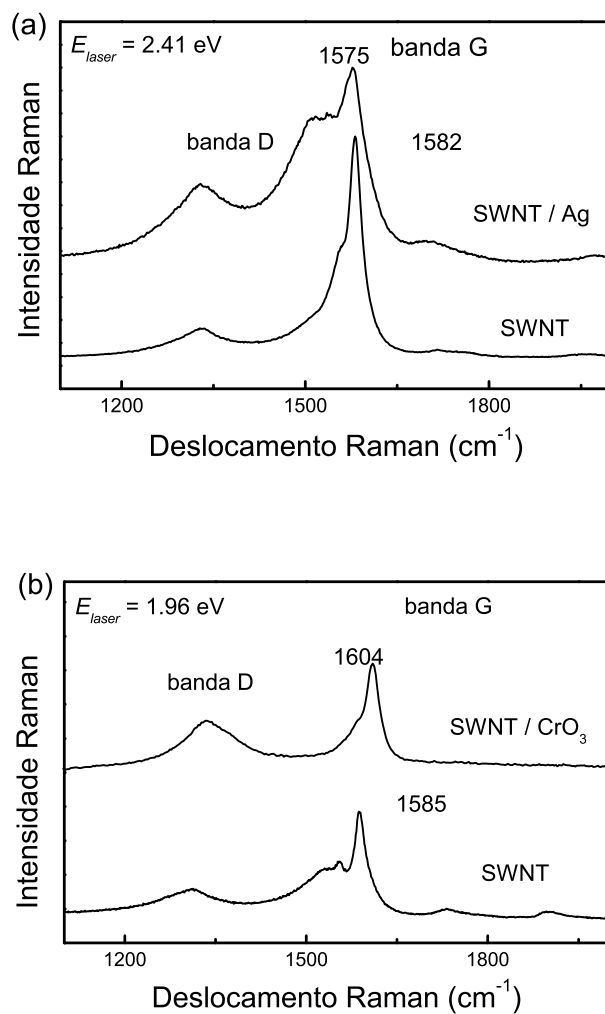 (a)
E_laser = 2.41 eV
1575
banda G
banda D
1582
SWNT / Ag
SWNT
Intensidade Raman
1200 1500 1800
Deslocamento Raman (cm⁻¹)
(b)
E_laser = 1.96 eV
banda G
1604
banda D
SWNT / CrO₃
1585
SWNT
Intensidade Raman
1200 1500 1800
Deslocamento Raman (cm⁻¹)